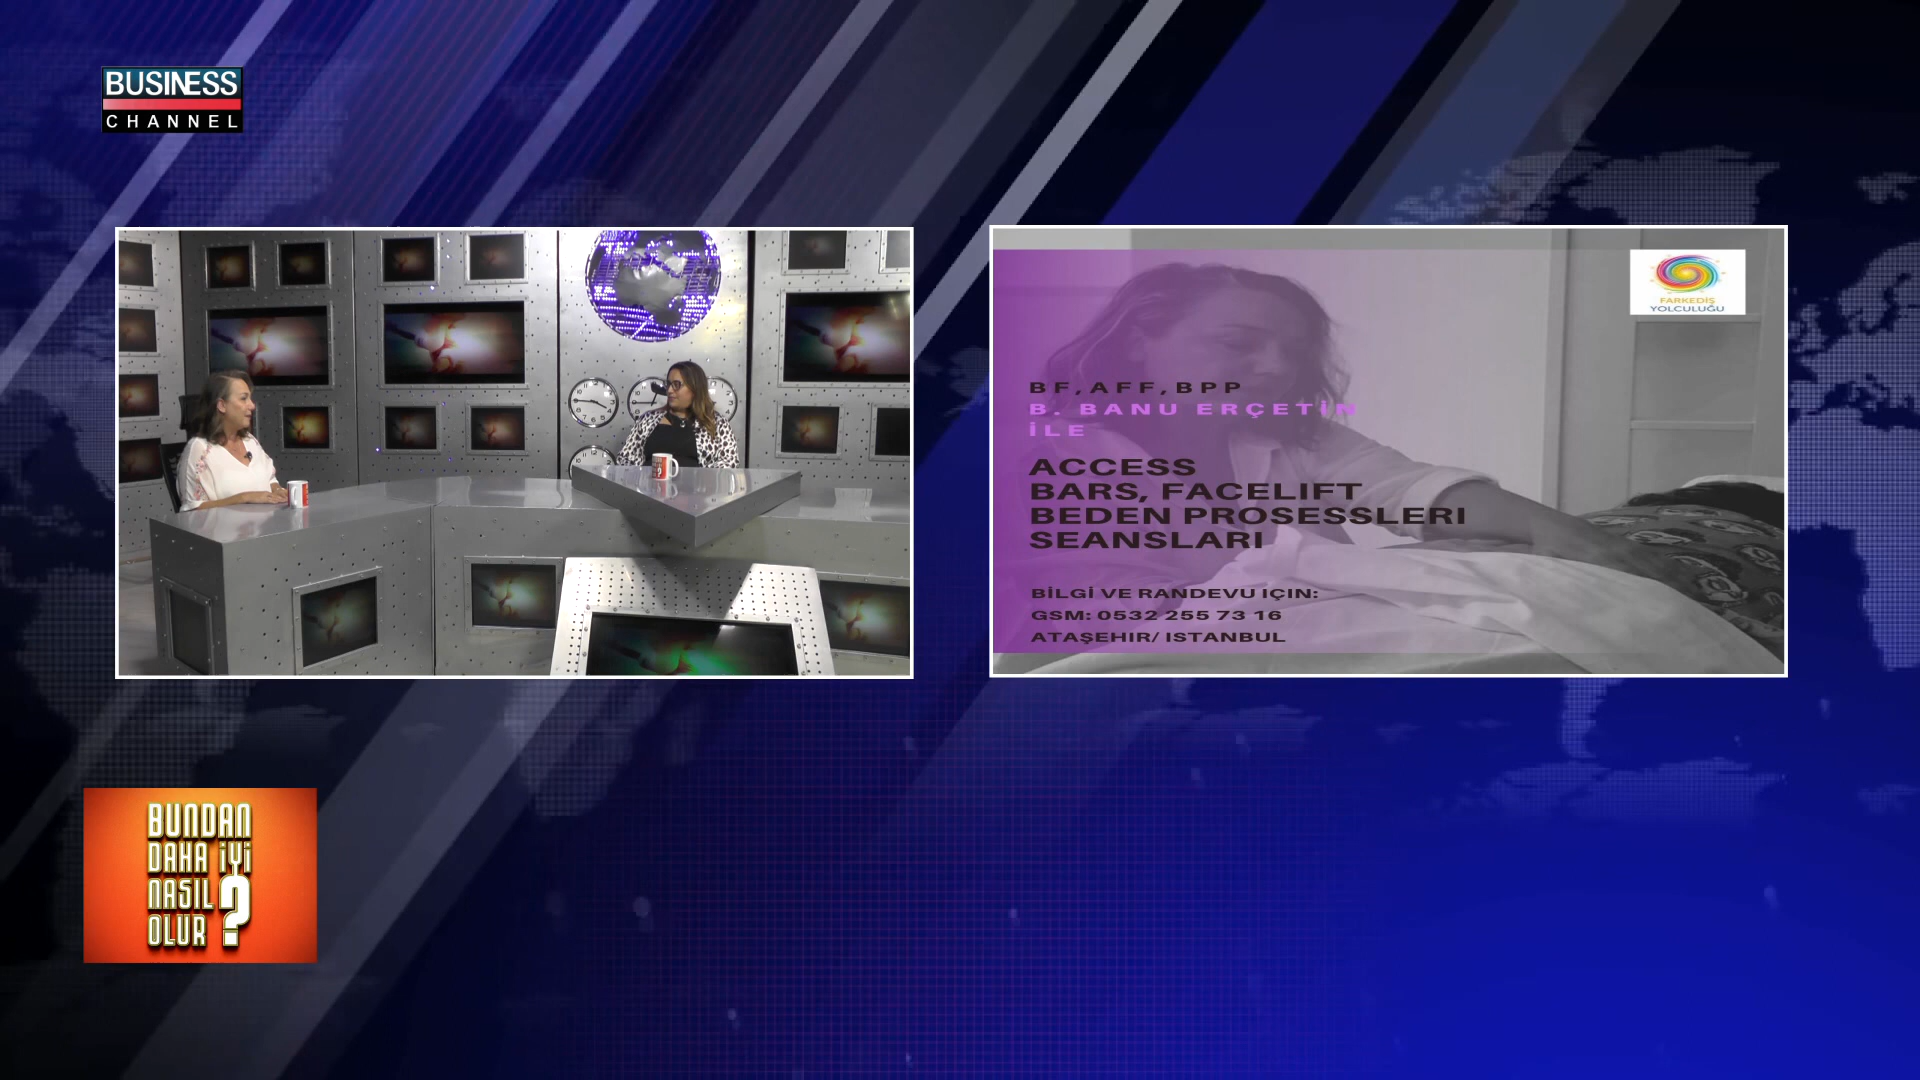 BUSINESS
CHANNEL
FARKEDİŞ
YOLCULUĞU
BF, AFF, BPP
B. BANU ERÇETİN
İLE
ACCESS
BARS, FACELIFT
BEDEN PROSESSLERI
SEANSLARI
BİLGİ VE RANDEVU IÇIN:
GSM: 0532 255 73 16
ATAŞEHIR/ ISTANBUL
BUNDAN
DAHA İYİ
NASIL
OLUR ?